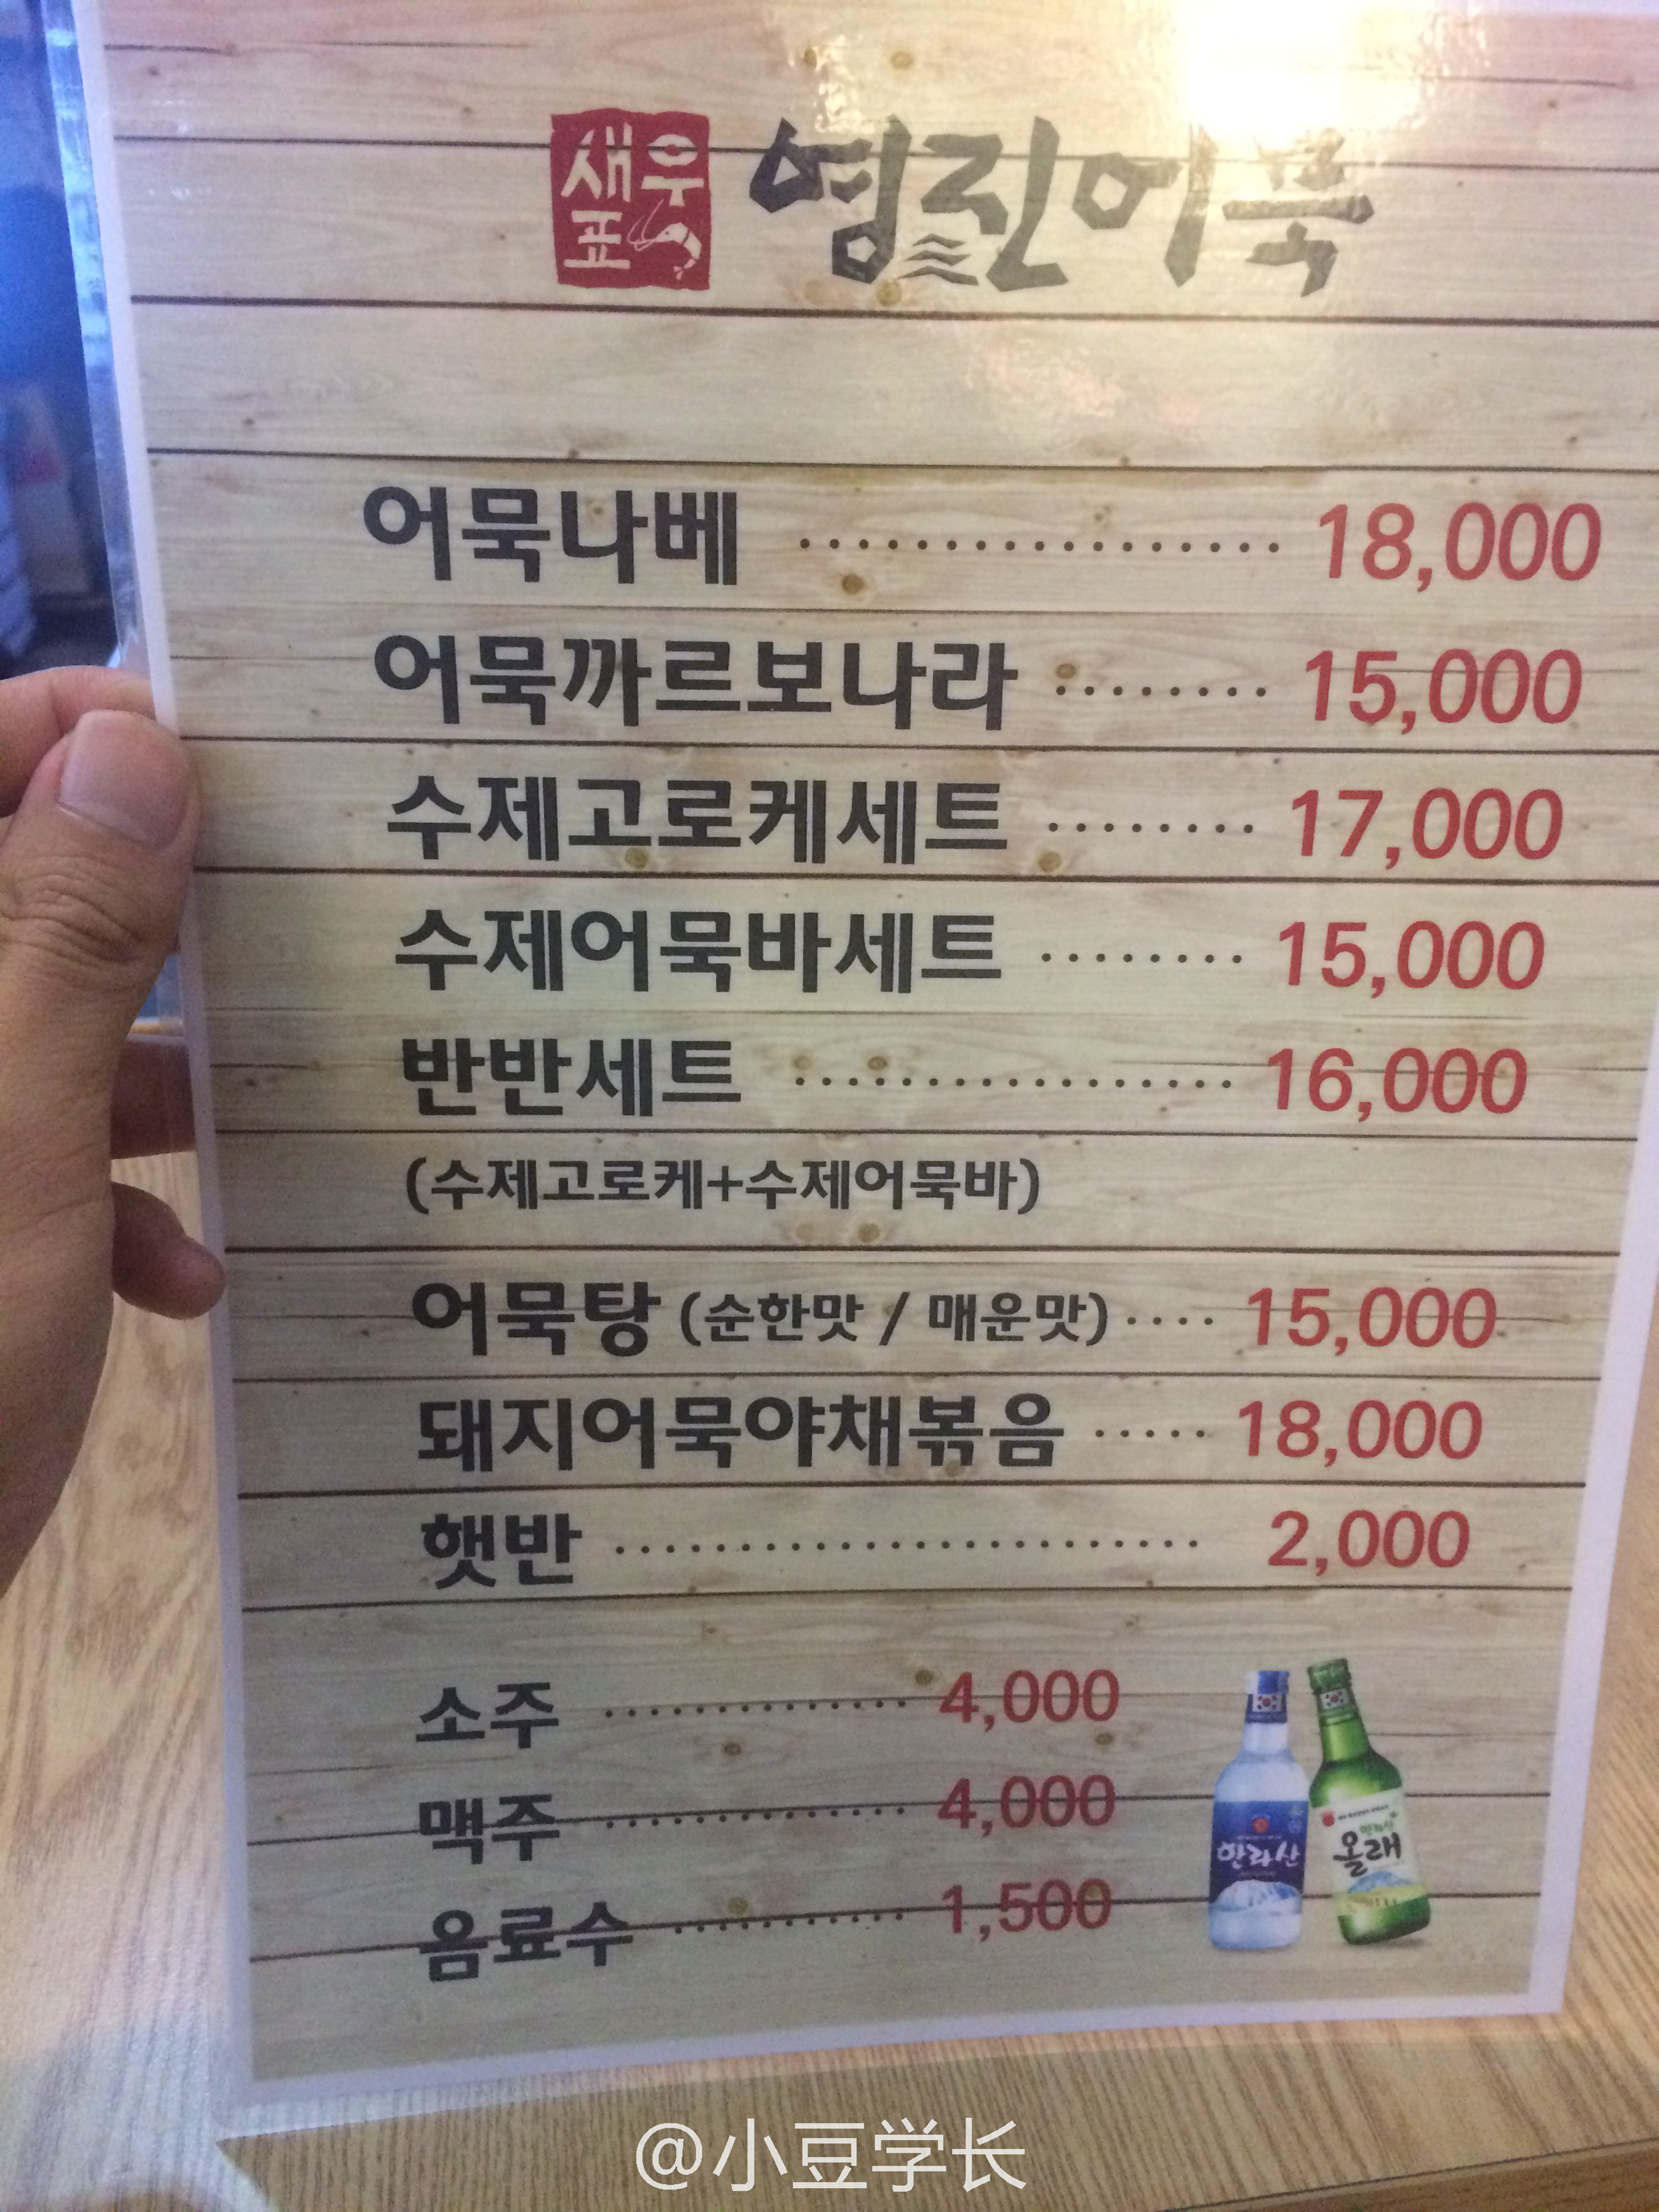 새우
표
영린어묵
어묵나베 ·················· 18,000
어묵까르보나라 ········ 15,000
수제고로케세트 ········ 17,000
수제어묵바세트 ········ 15,000
반반세트 ················· 16,000
(수제고로케+수제어묵바)
어묵탕 (순한맛 / 매운맛) ···· 15,000
돼지어묵야채볶음 ····· 18,000
햇반 ························ 2,000
소주 ·············· 4,000
맥주 ·············· 4,000
음료수 ·········· 1,500
한라산
한라산
올래
@小豆学长